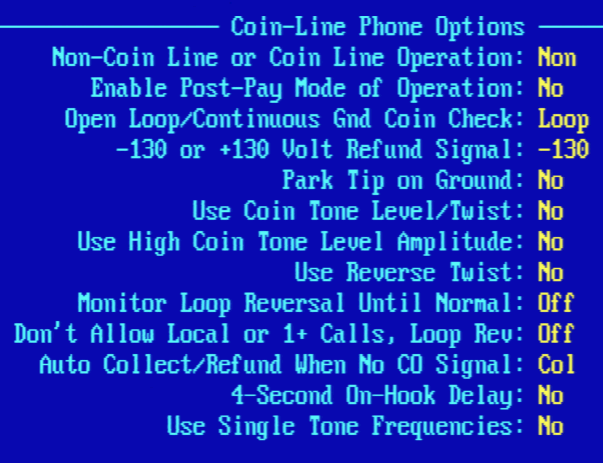 Coin-Line Phone Options
Non-Coin Line or Coin Line Operation: Non
Enable Post-Pay Mode of Operation: No
Open Loop/Continuous Gnd Coin Check: Loop
-130 or +130 Volt Refund Signal: -130
Park Tip on Ground: No
Use Coin Tone Level/Twist: No
Use High Coin Tone Level Amplitude: No
Use Reverse Twist: No
Monitor Loop Reversal Until Normal: Off
Don't Allow Local or 1+ Calls, Loop Rev: Off
Auto Collect/Refund When No CO Signal: Col
4-Second On-Hook Delay: No
Use Single Tone Frequencies: No